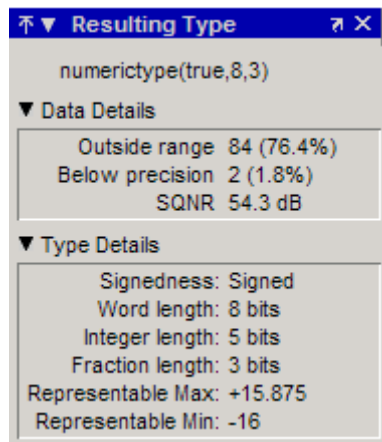 Resulting Type
numerictype(true,8,3)
Data Details
Outside range 84 (76.4%)
Below precision 2 (1.8%)
SQNR 54.3 dB
Type Details
Signedness: Signed
Word length: 8 bits
Integer length: 5 bits
Fraction length: 3 bits
Representable Max: +15.875
Representable Min: -16